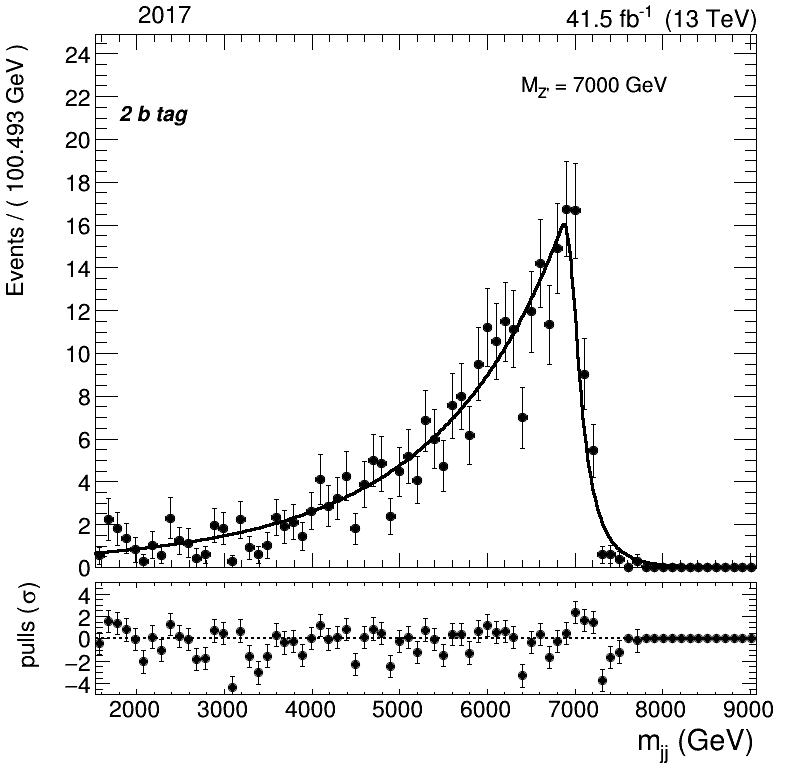 2017
41.5 fb-1 (13 TeV)
Events / ( 100.493 GeV )
24
22
20
18
16
14
12
10
8
6
4
2
0
2 b tag
MZ' = 7000 GeV
pulls (σ)
4
2
0
−2
−4
2000 3000 4000 5000 6000 7000 8000 9000
mjj (GeV)